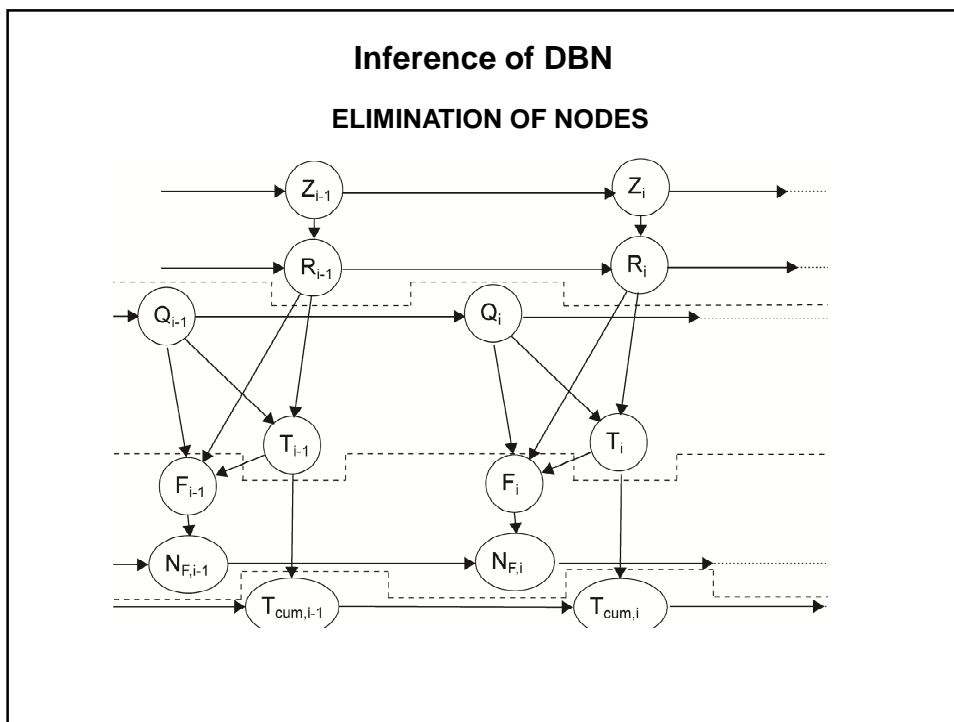 Inference of DBN
ELIMINATION OF NODES
Z_{i-1} Z_i
R_{i-1} R_i
Q_{i-1} Q_i
T_{i-1} T_i
F_{i-1} F_i
N_{F,i-1} N_{F,i}
T_{cum,i-1} T_{cum,i}